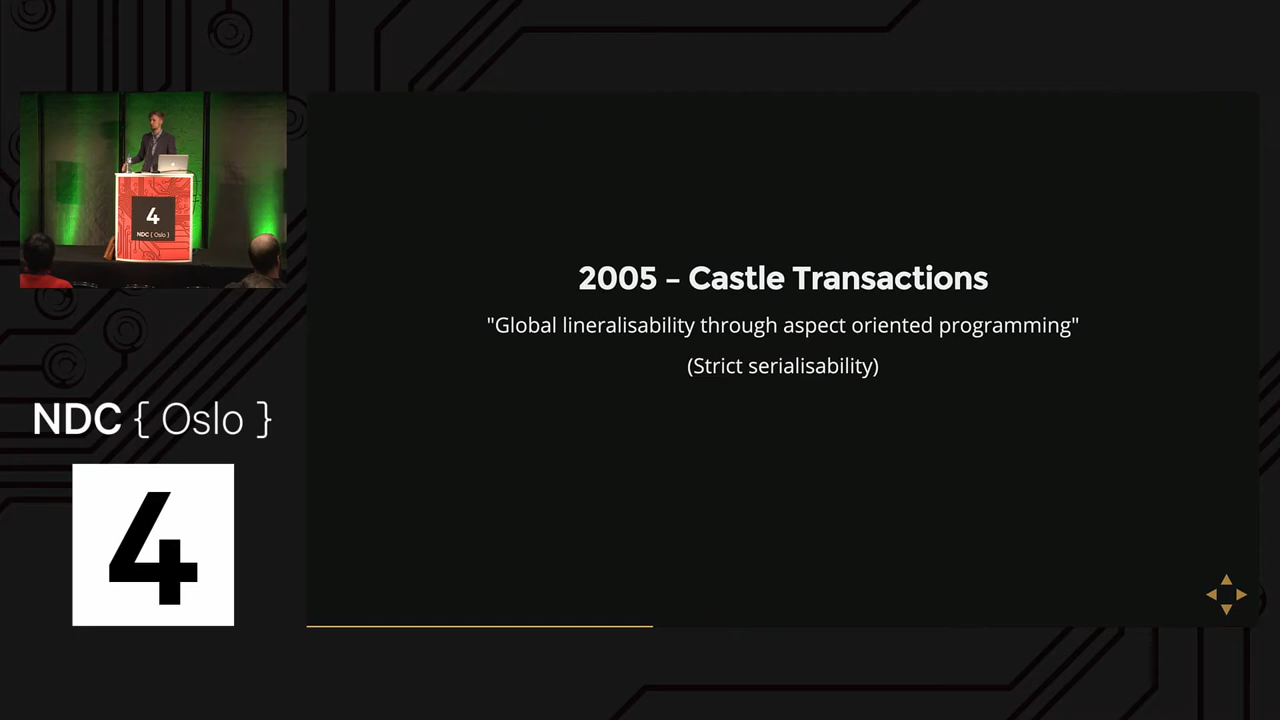 4
NDC { Oslo }
2005 – Castle Transactions
"Global lineralisability through aspect oriented programming"
(Strict serialisability)
NDC { Oslo }
4